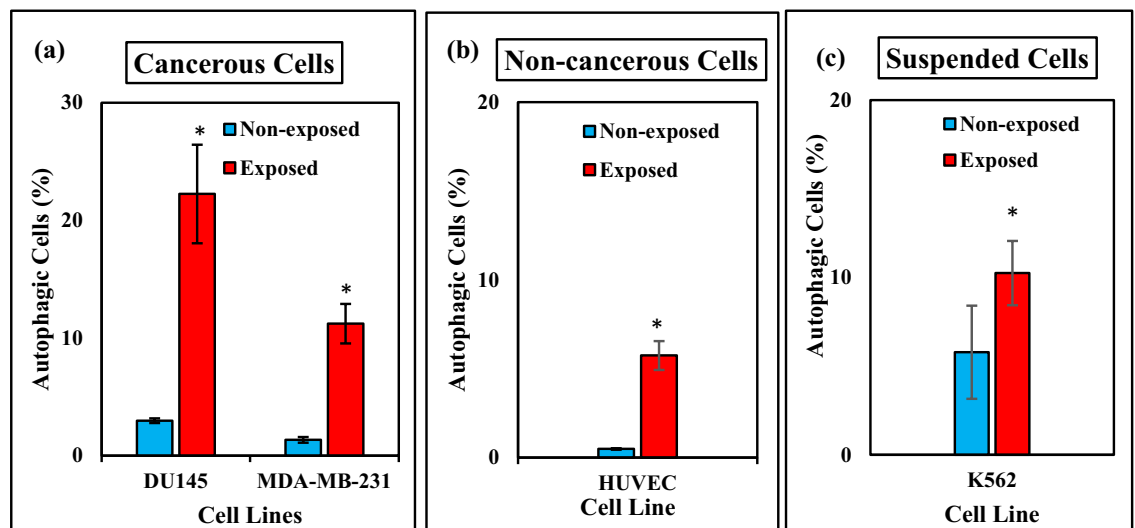 (a)
Cancerous Cells
30
20
10
0
Autophagic Cells (%)
Non-exposed
Exposed
*
*
DU145
MDA-MB-231
Cell Lines
(b)
Non-cancerous Cells
20
10
0
Autophagic Cells (%)
Non-exposed
Exposed
*
HUVEC
Cell Line
(c)
Suspended Cells
20
10
0
Autophagic Cells (%)
Non-exposed
Exposed
*
K562
Cell Line